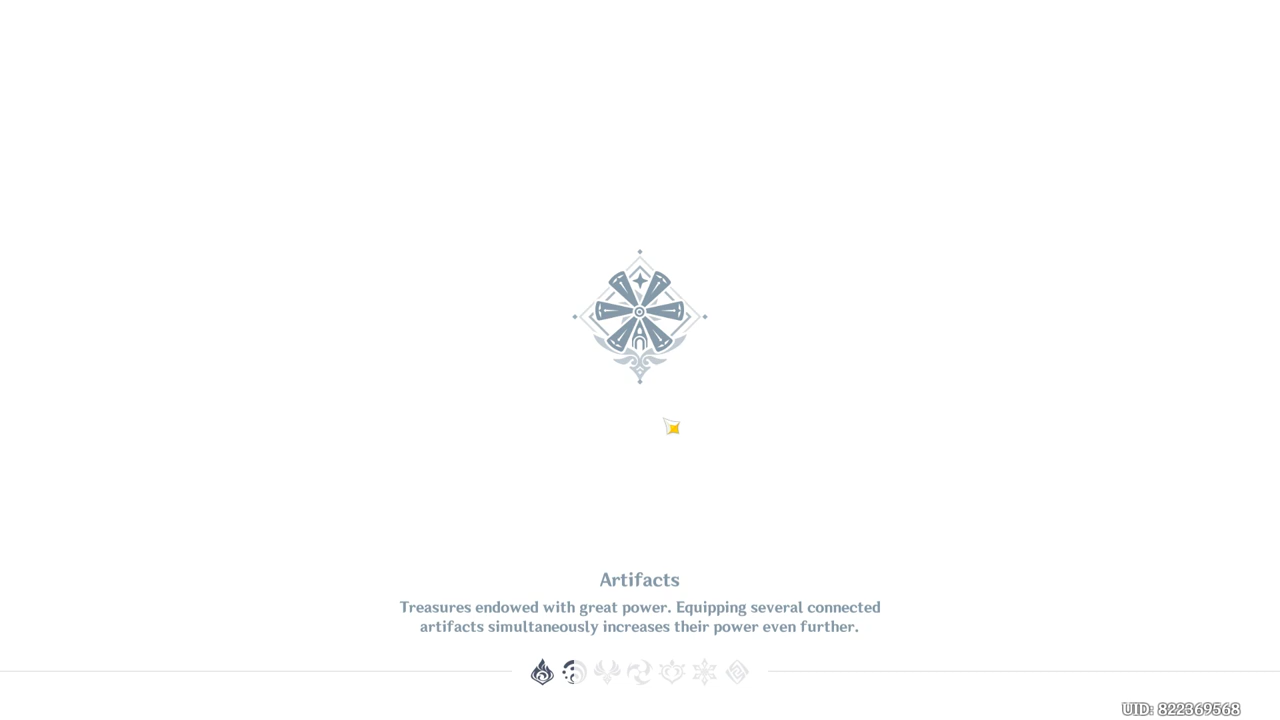 Artifacts
Treasures endowed with great power. Equipping several connected
artifacts simultaneously increases their power even further.
UID: 822369568